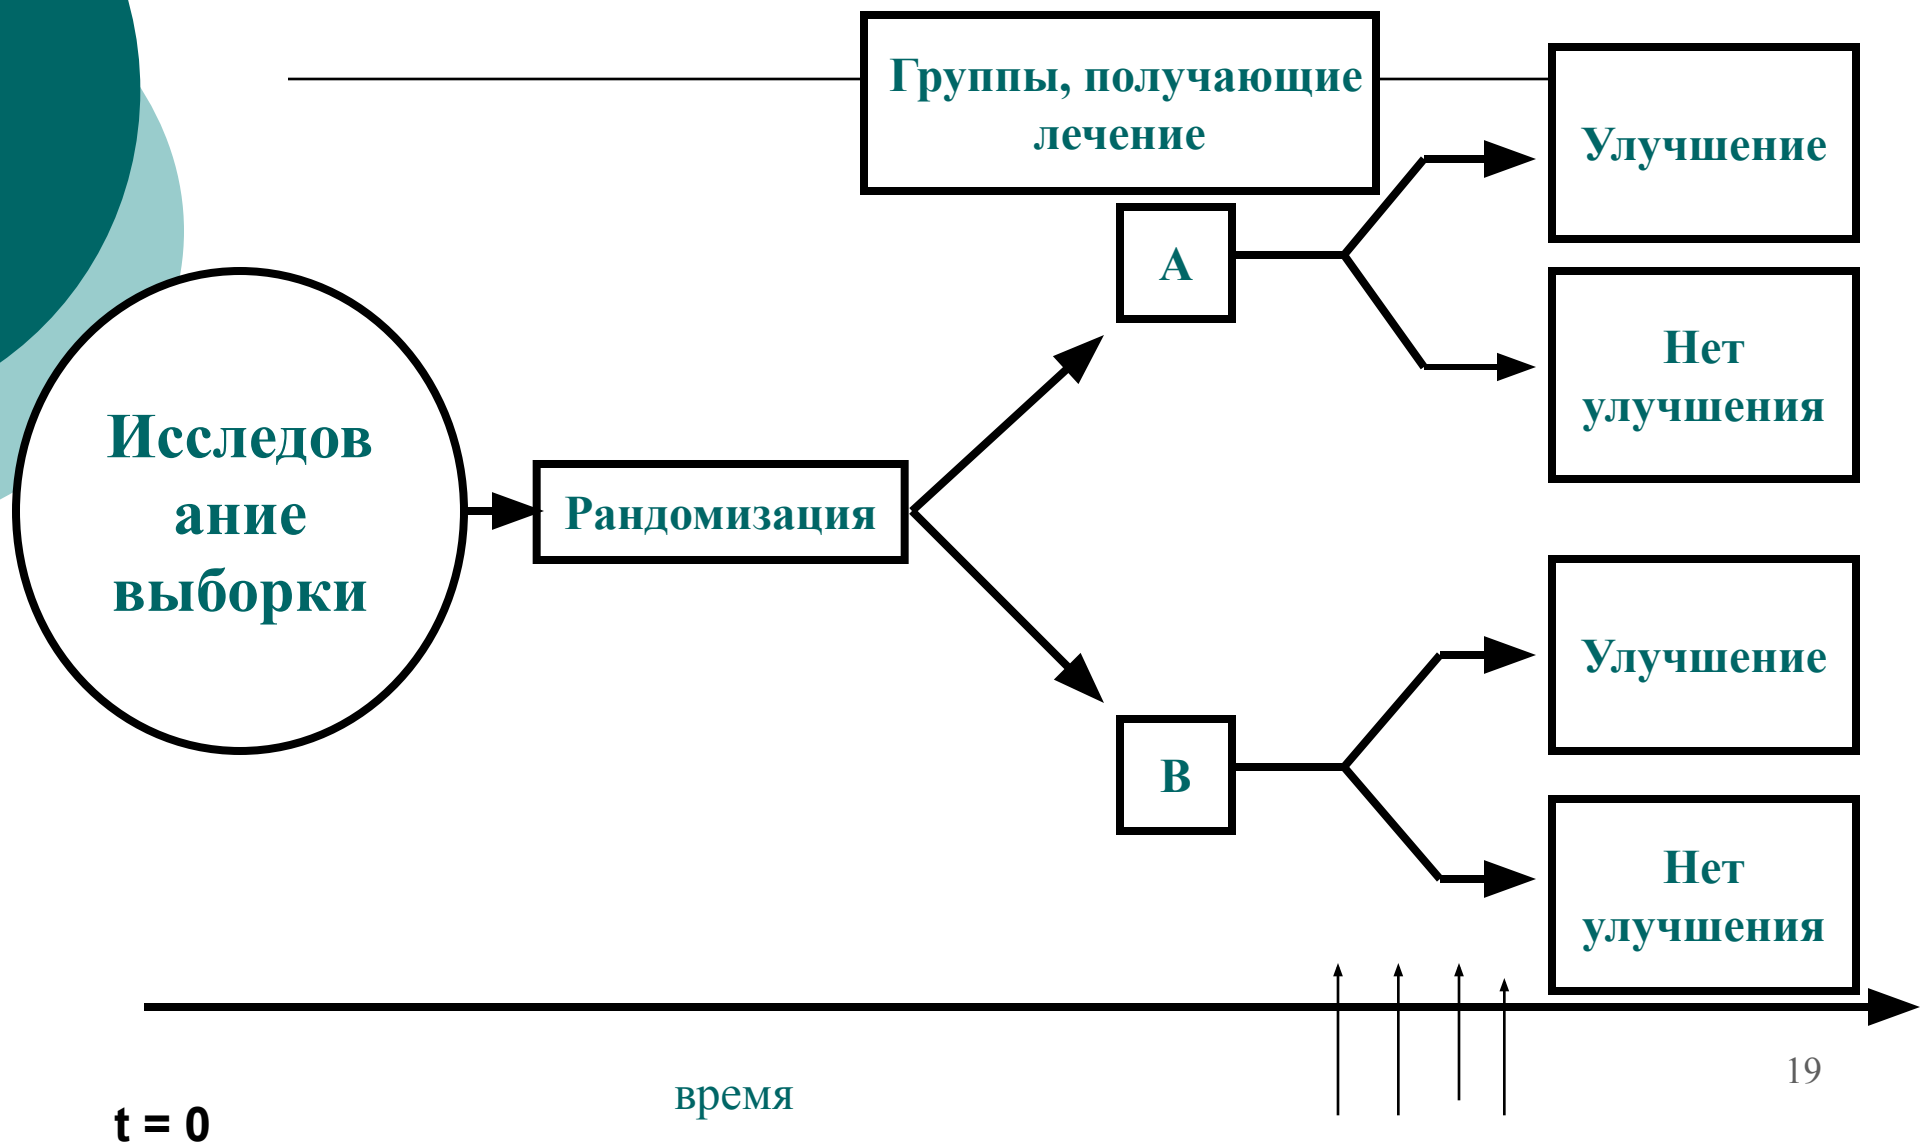 Группы, получающие
лечение
Улучшение
A
Нет
улучшения
Исследов
ание
выборки
Рандомизация
Улучшение
B
Нет
улучшения
время
19
t = 0